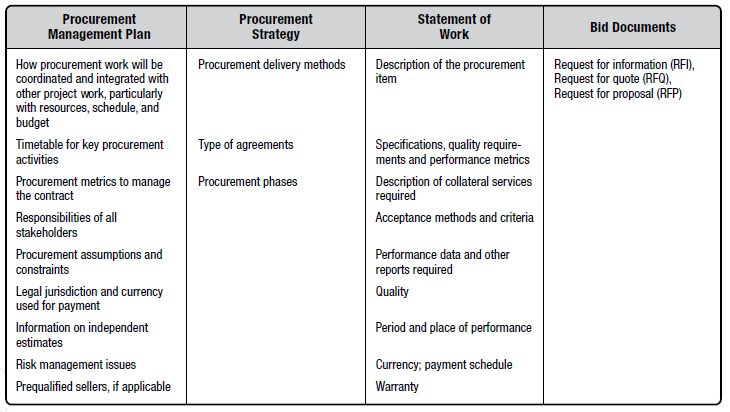 Procurement
Management Plan
Procurement
Strategy
Statement of
Work
Bid Documents
How procurement work will be
coordinated and integrated with
other project work, particularly
with resources, schedule, and
budget
Procurement delivery methods
Description of the procurement
item
Request for information (RFI),
Request for quote (RFQ),
Request for proposal (RFP)
Timetable for key procurement
activities
Type of agreements
Specifications, quality require-
ments and performance metrics
Procurement metrics to manage
the contract
Procurement phases
Description of collateral services
required
Responsibilities of all
stakeholders
Acceptance methods and criteria
Procurement assumptions and
constraints
Performance data and other
reports required
Legal jurisdiction and currency
used for payment
Quality
Information on independent
estimates
Period and place of performance
Risk management issues
Currency; payment schedule
Prequalified sellers, if applicable
Warranty